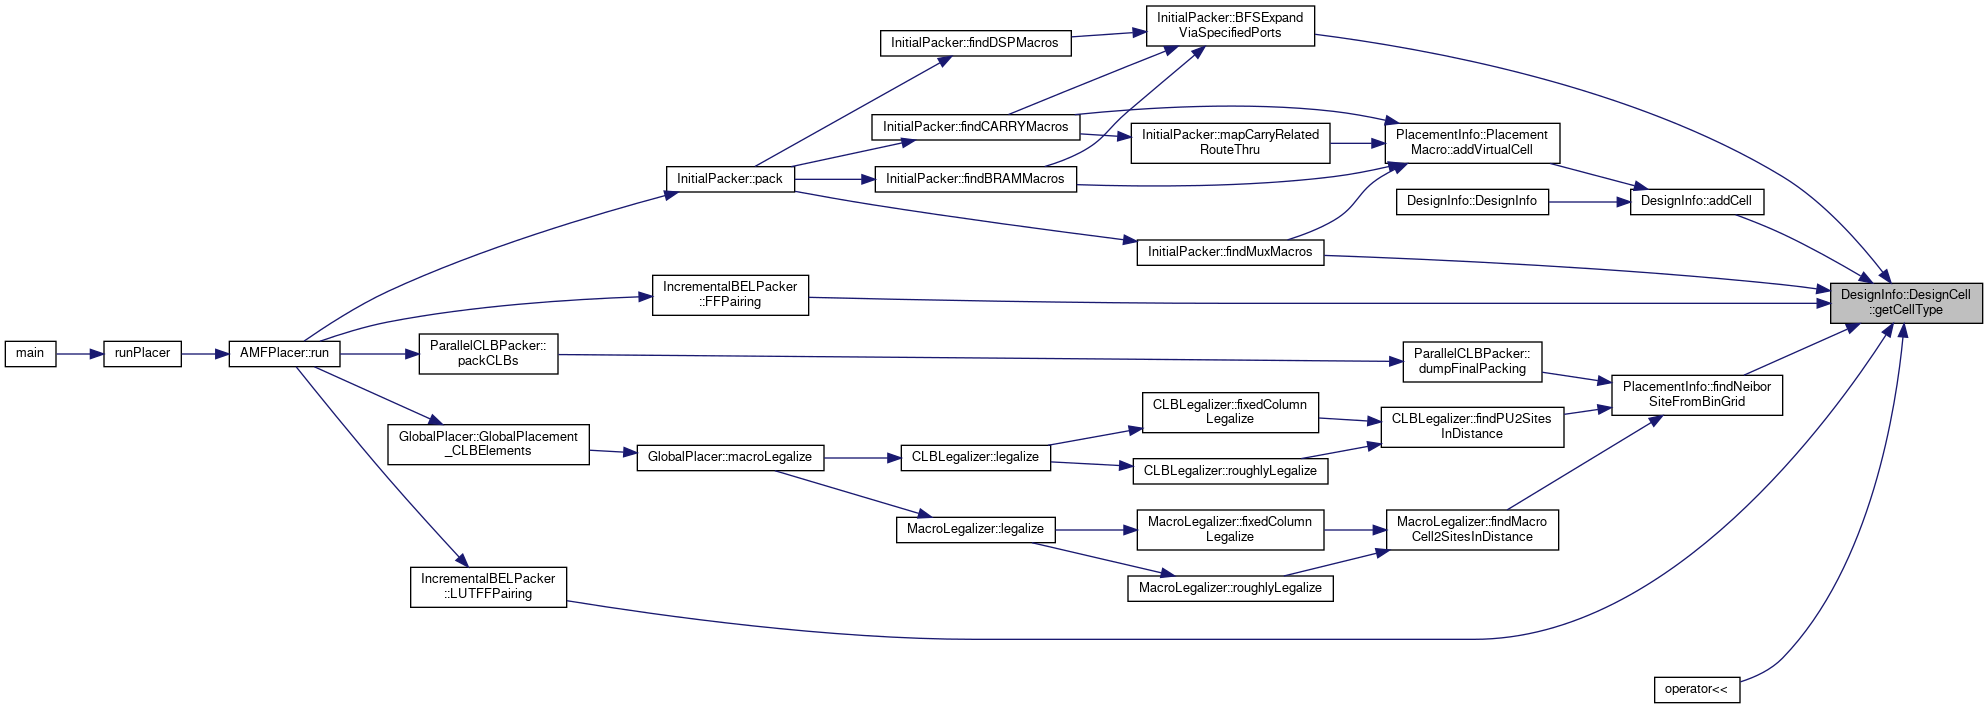 InitialPacker::BFSExpand
ViaSpecifiedPorts
InitialPacker::findDSPMacros
InitialPacker::findCARRYMacros
InitialPacker::mapCarryRelated
RouteThru
PlacementInfo::Placement
Macro::addVirtualCell
InitialPacker::pack
InitialPacker::findBRAMMacros
DesignInfo::DesignInfo
DesignInfo::addCell
InitialPacker::findMuxMacros
IncrementalBELPacker
::FFPairing
DesignInfo::DesignCell
::getCellType
main
runPlacer
AMFPlacer::run
ParallelCLBPacker::
packCLBs
ParallelCLBPacker::
dumpFinalPacking
PlacementInfo::findNeibor
SiteFromBinGrid
CLBLegalizer::fixedColumn
Legalize
CLBLegalizer::findPU2Sites
InDistance
GlobalPlacer::GlobalPlacement
_CLBElements
GlobalPlacer::macroLegalize
CLBLegalizer::legalize
CLBLegalizer::roughlyLegalize
MacroLegalizer::legalize
MacroLegalizer::fixedColumn
Legalize
MacroLegalizer::findMacro
Cell2SitesInDistance
IncrementalBELPacker
::LUTFFPairing
MacroLegalizer::roughlyLegalize
operator<<